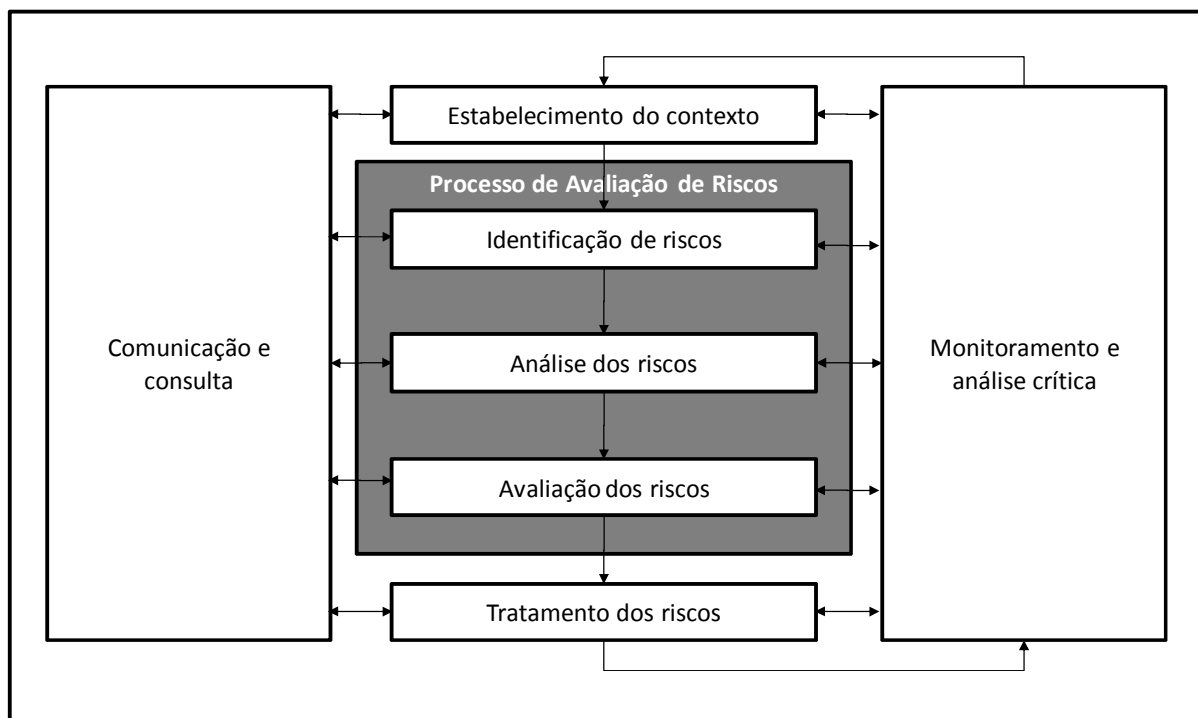 Estabelecimento do contexto
Processo de Avaliação de Riscos
Identificação de riscos
Comunicação e
consulta
Análise dos riscos
Monitoramento e
análise crítica
Avaliação dos riscos
Tratamento dos riscos